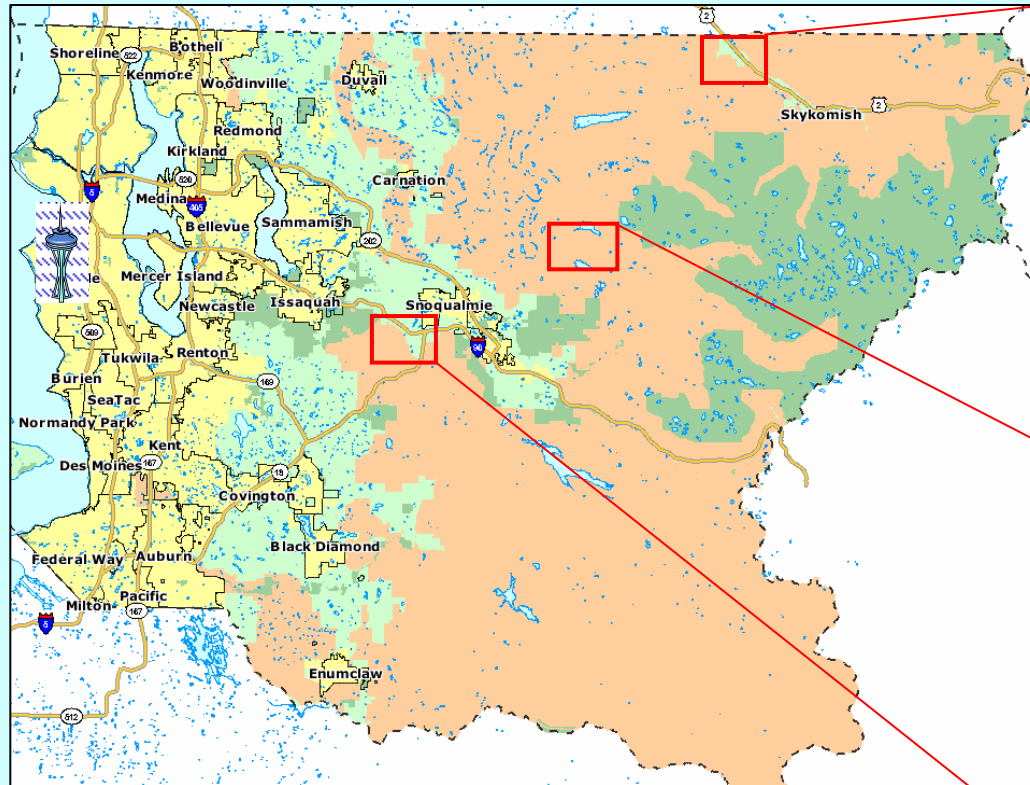 2
Shoreline
522
Bothell
Kenmore
Woodinville
Duvall
2
Skykomish
Redmond
Kirkland
520
Carnation
5
Medina
405
Bellevue
Sammamish
202
le
Mercer Island
Newcastle
Issaquah
Snoqualmie
509
90
Tukwila
Renton
169
Burien
SeaTac
Normandy Park
Kent
Des Moines
167
18
Covington
Black Diamond
Federal Way
Auburn
Pacific
Milton
167
5
Enumclaw
512